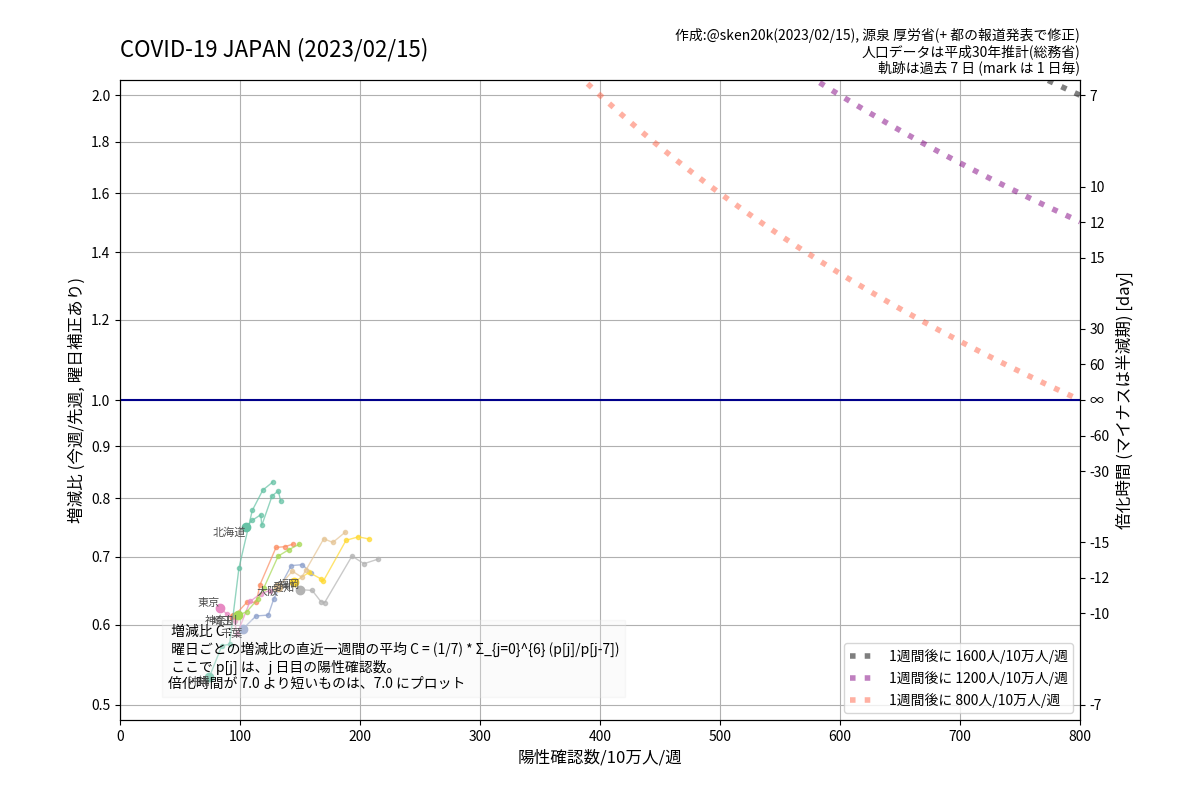 COVID-19 JAPAN (2023/02/15)
作成:@sken20k(2023/02/15), 源泉 厚労省(+ 都の報道発表で修正)
人口データは平成30年推計(総務省)
軌跡は過去 7 日 (mark は 1 日毎)
増減比 (今週/先週, 曜日補正あり)
2.0
1.8
1.6
1.4
1.2
1.0
0.9
0.8
0.7
0.6
0.5
7
10
12
15
30
60
∞
-60
-30
-15
-12
-10
-7
倍化時間 (マイナスは半減期) [day]
北海道
大阪
東京
千葉
増減比 C
曜日ごとの増減比の直近一週間の平均 C = (1/7) * Σ_{j=0}^{6} (p[j]/p[j-7])
ここで p[j] は、j 日目の陽性確認数。
倍化時間が 7.0 より短いものは、7.0 にプロット
1週間後に 1600人/10万人/週
1週間後に 1200人/10万人/週
1週間後に 800人/10万人/週
0
100
200
300
400
500
600
700
800
陽性確認数/10万人/週